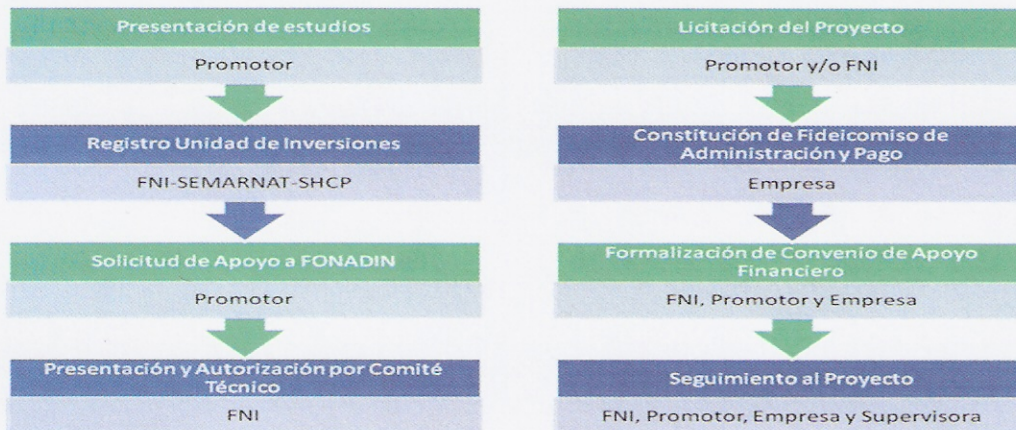 Presentación de estudios
Promotor
Registro Unidad de Inversiones
FNI-SEMARNAT-SHCP
Solicitud de Apoyo a FONADIN
Promotor
Presentación y Autorización por Comité
Técnico
FNI
Licitación del Proyecto
Promotor y/o FNI
Constitución de Fideicomiso de
Administración y Pago
Empresa
Formalización de Convenio de Apoyo
Financiero
FNI, Promotor y Empresa
Seguimiento al Proyecto
FNI, Promotor, Empresa y Supervisora